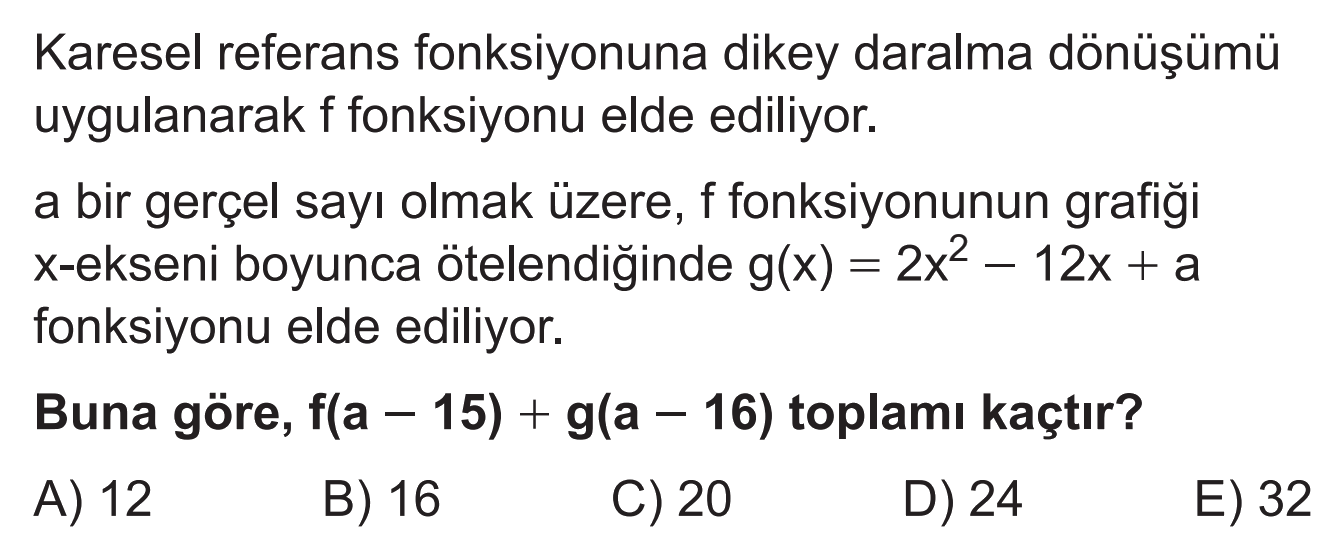 Karesel referans fonksiyonuna dikey daralma dönüşümü
uygulanarak f fonksiyonu elde ediliyor.
a bir gerçel sayı olmak üzere, f fonksiyonunun grafiği
x-ekseni boyunca ötelendiğinde g(x) = 2x² − 12x + a
fonksiyonu elde ediliyor.
Buna göre, f(a − 15) + g(a − 16) toplamı kaçtır?
A) 12 B) 16 C) 20 D) 24 E) 32